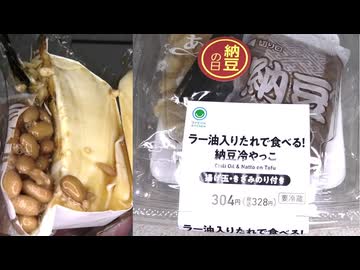 納豆
の日
切り口
納豆
ラー油入りたれで食べる!
納豆冷やっこ
Chili Oil & Natto on Tofu
揚げ玉・きざみのり付き
304円(税込328円)
要冷蔵
ラー油入りたれで食べる!